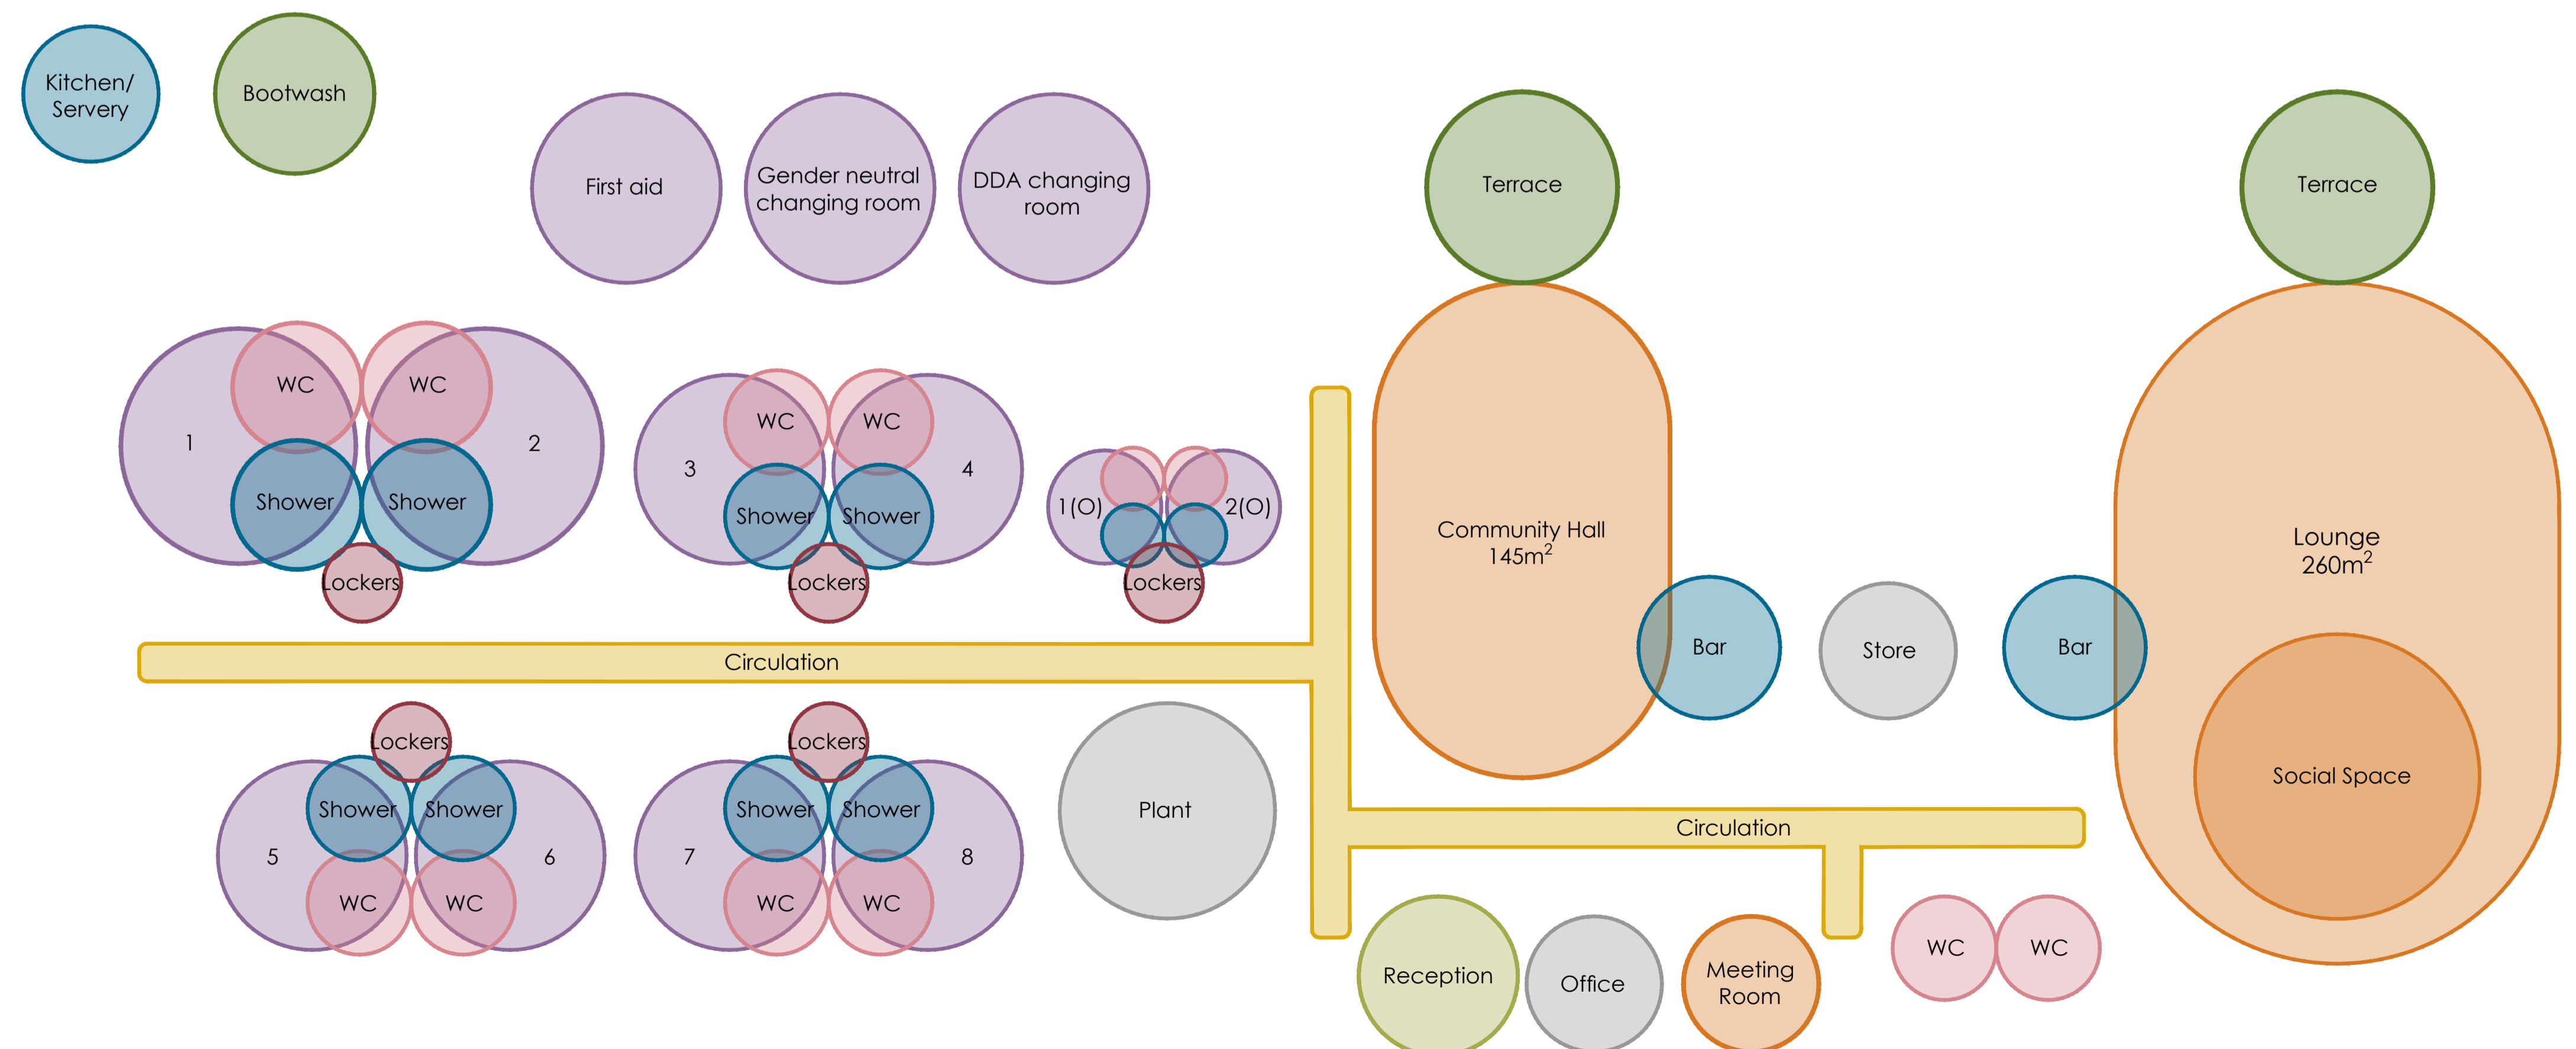 Kitchen/
Servery
Bootwash
First aid
Gender neutral
changing room
DDA changing
room
Terrace
Terrace
WC
WC
1
2
Shower
Shower
Lockers
WC
WC
3
4
Shower
Shower
Lockers
1(O)
2(O)
Lockers
Community Hall
145m²
Lounge
260m²
Bar
Store
Bar
Circulation
Social Space
Lockers
Shower
Shower
5
6
WC
WC
Lockers
Shower
Shower
7
8
WC
WC
Plant
Circulation
Reception
Office
Meeting
Room
WC
WC